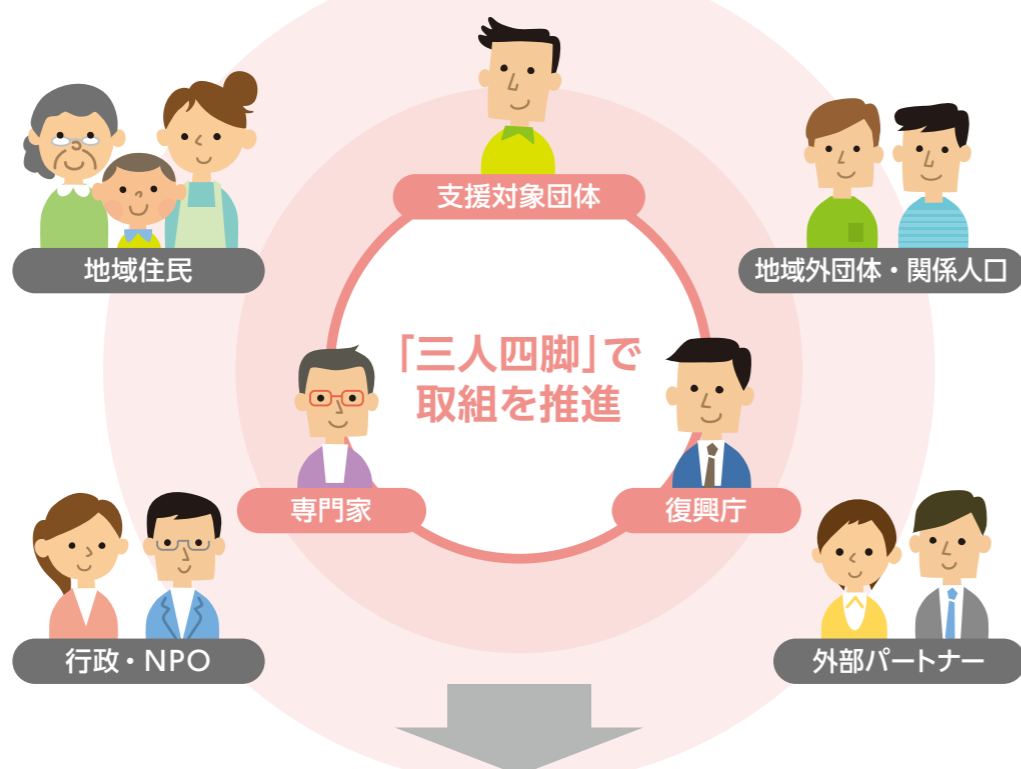 支援対象団体
地域住民
地域外団体・関係人口
「三人四脚」で
取組を推進
専門家
復興庁
行政・NPO
外部パートナー